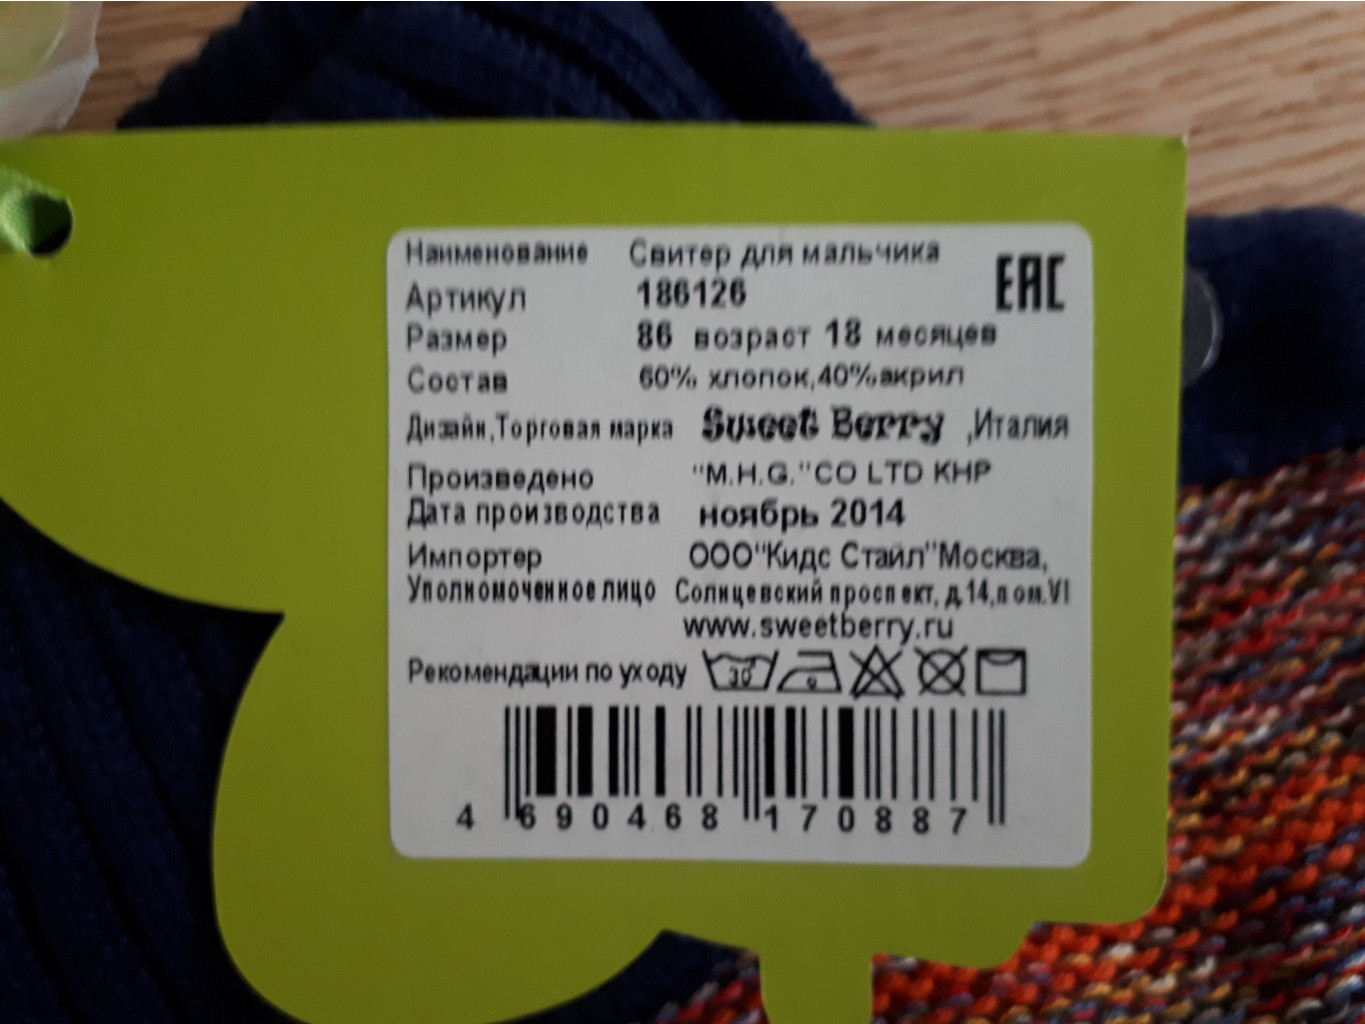 Наименование Свитер для мальчика
EAC
Артикул 186126
Размер 86 возраст 18 месяцев
Состав 60% хлопок,40%акрил
Дизайн,Торговая марка Sweet Berry ,Италия
Произведено "M.H.G."CO LTD КНР
Дата производства ноябрь 2014
Импортер ООО"Кидс Стайл"Москва,
Уполномоченное лицо Солнцевский проспект, д.14,пом.VI
www.sweetberry.ru
Рекомендации по уходу 30
4 690468 170887